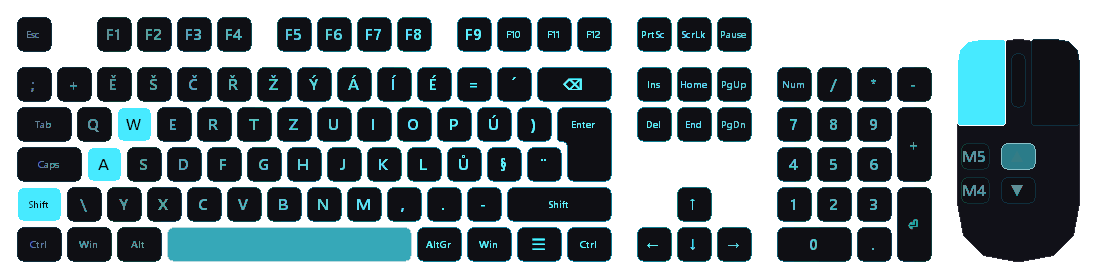 Esc F1 F2 F3 F4 F5 F6 F7 F8 F9 F10 F11 F12 PrtSc ScrLk Pause
; + Ě Š Č Ř Ž Ý Á Í É = ´ ⌫ Ins Home PgUp Num / * -
Tab Q W E R T Z U I O P Ú ) Enter Del End PgDn 7 8 9 +
Caps A S D F G H J K L Ů § ¨ 4 5 6 M5 ▲
Shift \ Y X C V B N M , . - Shift ↑ 1 2 3 ⏎ M4 ▼
Ctrl Win Alt AltGr Win ☰ Ctrl ← ↓ → 0 .